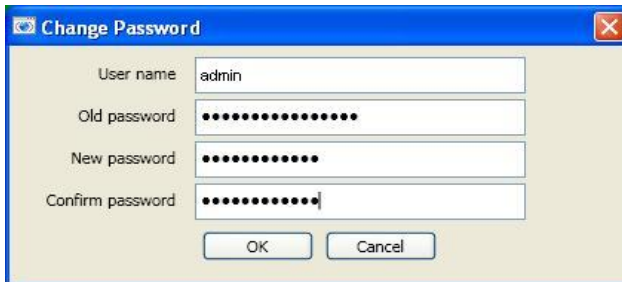 Change Password
User name admin
Old password ••••••••••••••••
New password ••••••••••••
Confirm password ••••••••••••
OK Cancel